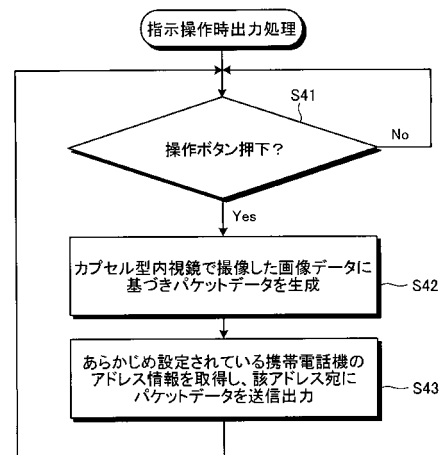 指示操作時出力処理
S41
操作ボタン押下？
No
Yes
カプセル型内視鏡で撮像した画像データに
基づきパケットデータを生成
S42
あらかじめ設定されている携帯電話機の
アドレス情報を取得し、該アドレス宛に
パケットデータを送信出力
S43